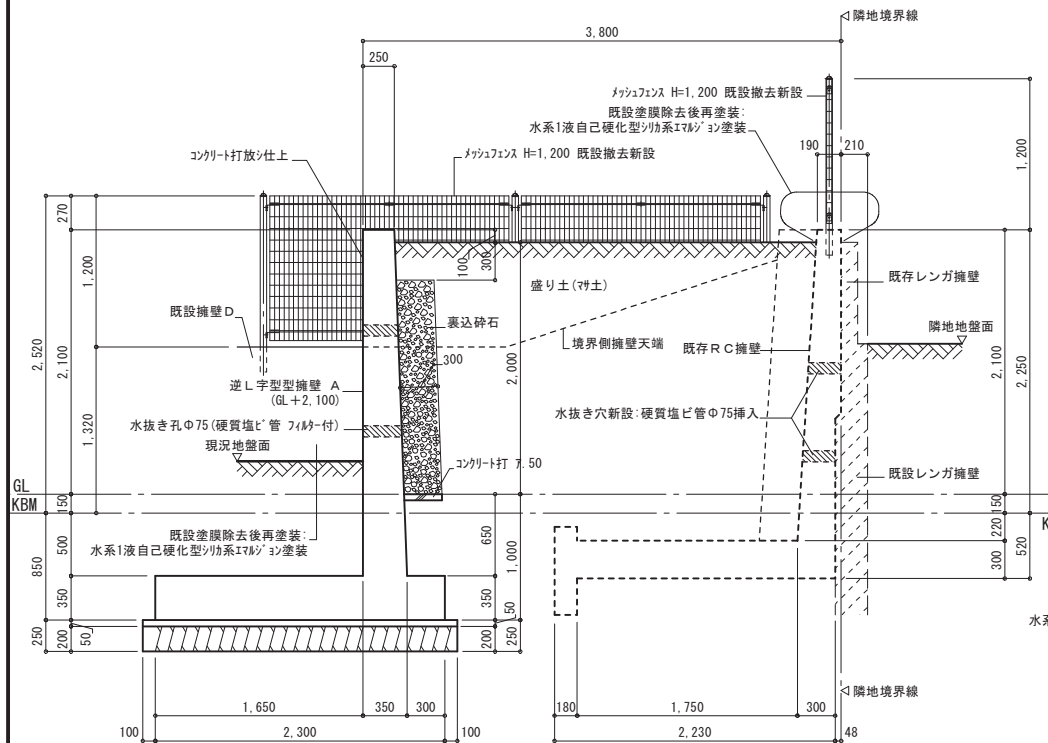 隣地境界線
3,800
250
メッシュフェンス H=1,200 既設撤去新設
既設塗膜除去後再塗装:
水系1液自己硬化型シリカ系エマルジョン塗装
コンクリート打放シ仕上
メッシュフェンス H=1,200 既設撤去新設
190
210
1,200
270
1,200
100
300
盛り土(マサ土)
既存レンガ擁壁
既設擁壁D
裏込砕石
境界側擁壁天端
既存RC擁壁
隣地地盤面
2,520
2,100
300
2,000
2,100
2,250
逆L字型型擁壁 A
(GL+2,100)
1,320
水抜き孔Φ75(硬質塩ビ管 フィルター付)
水抜き穴新設:硬質塩ビ管Φ75挿入
現況地盤面
コンクリート打 ア.50
既設レンガ擁壁
GL
KBM
150
150
K
既設塗膜除去後再塗装:
水系1液自己硬化型シリカ系エマルジョン塗装
850
500
650
1,000
220
520
300
350
350
50
250
200
50
200
250
水系
隣地境界線
1,650
350
300
180
1,750
300
100
2,300
100
2,230
48